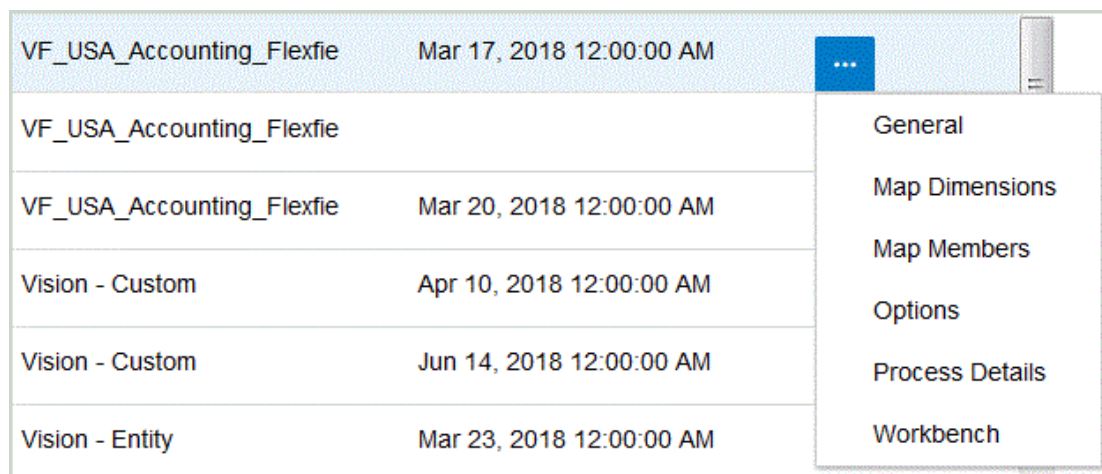 VF_USA_Accounting_Flexfie Mar 17, 2018 12:00:00 AM ...
VF_USA_Accounting_Flexfie
VF_USA_Accounting_Flexfie Mar 20, 2018 12:00:00 AM
Vision - Custom Apr 10, 2018 12:00:00 AM
Vision - Custom Jun 14, 2018 12:00:00 AM
Vision - Entity Mar 23, 2018 12:00:00 AM
General
Map Dimensions
Map Members
Options
Process Details
Workbench